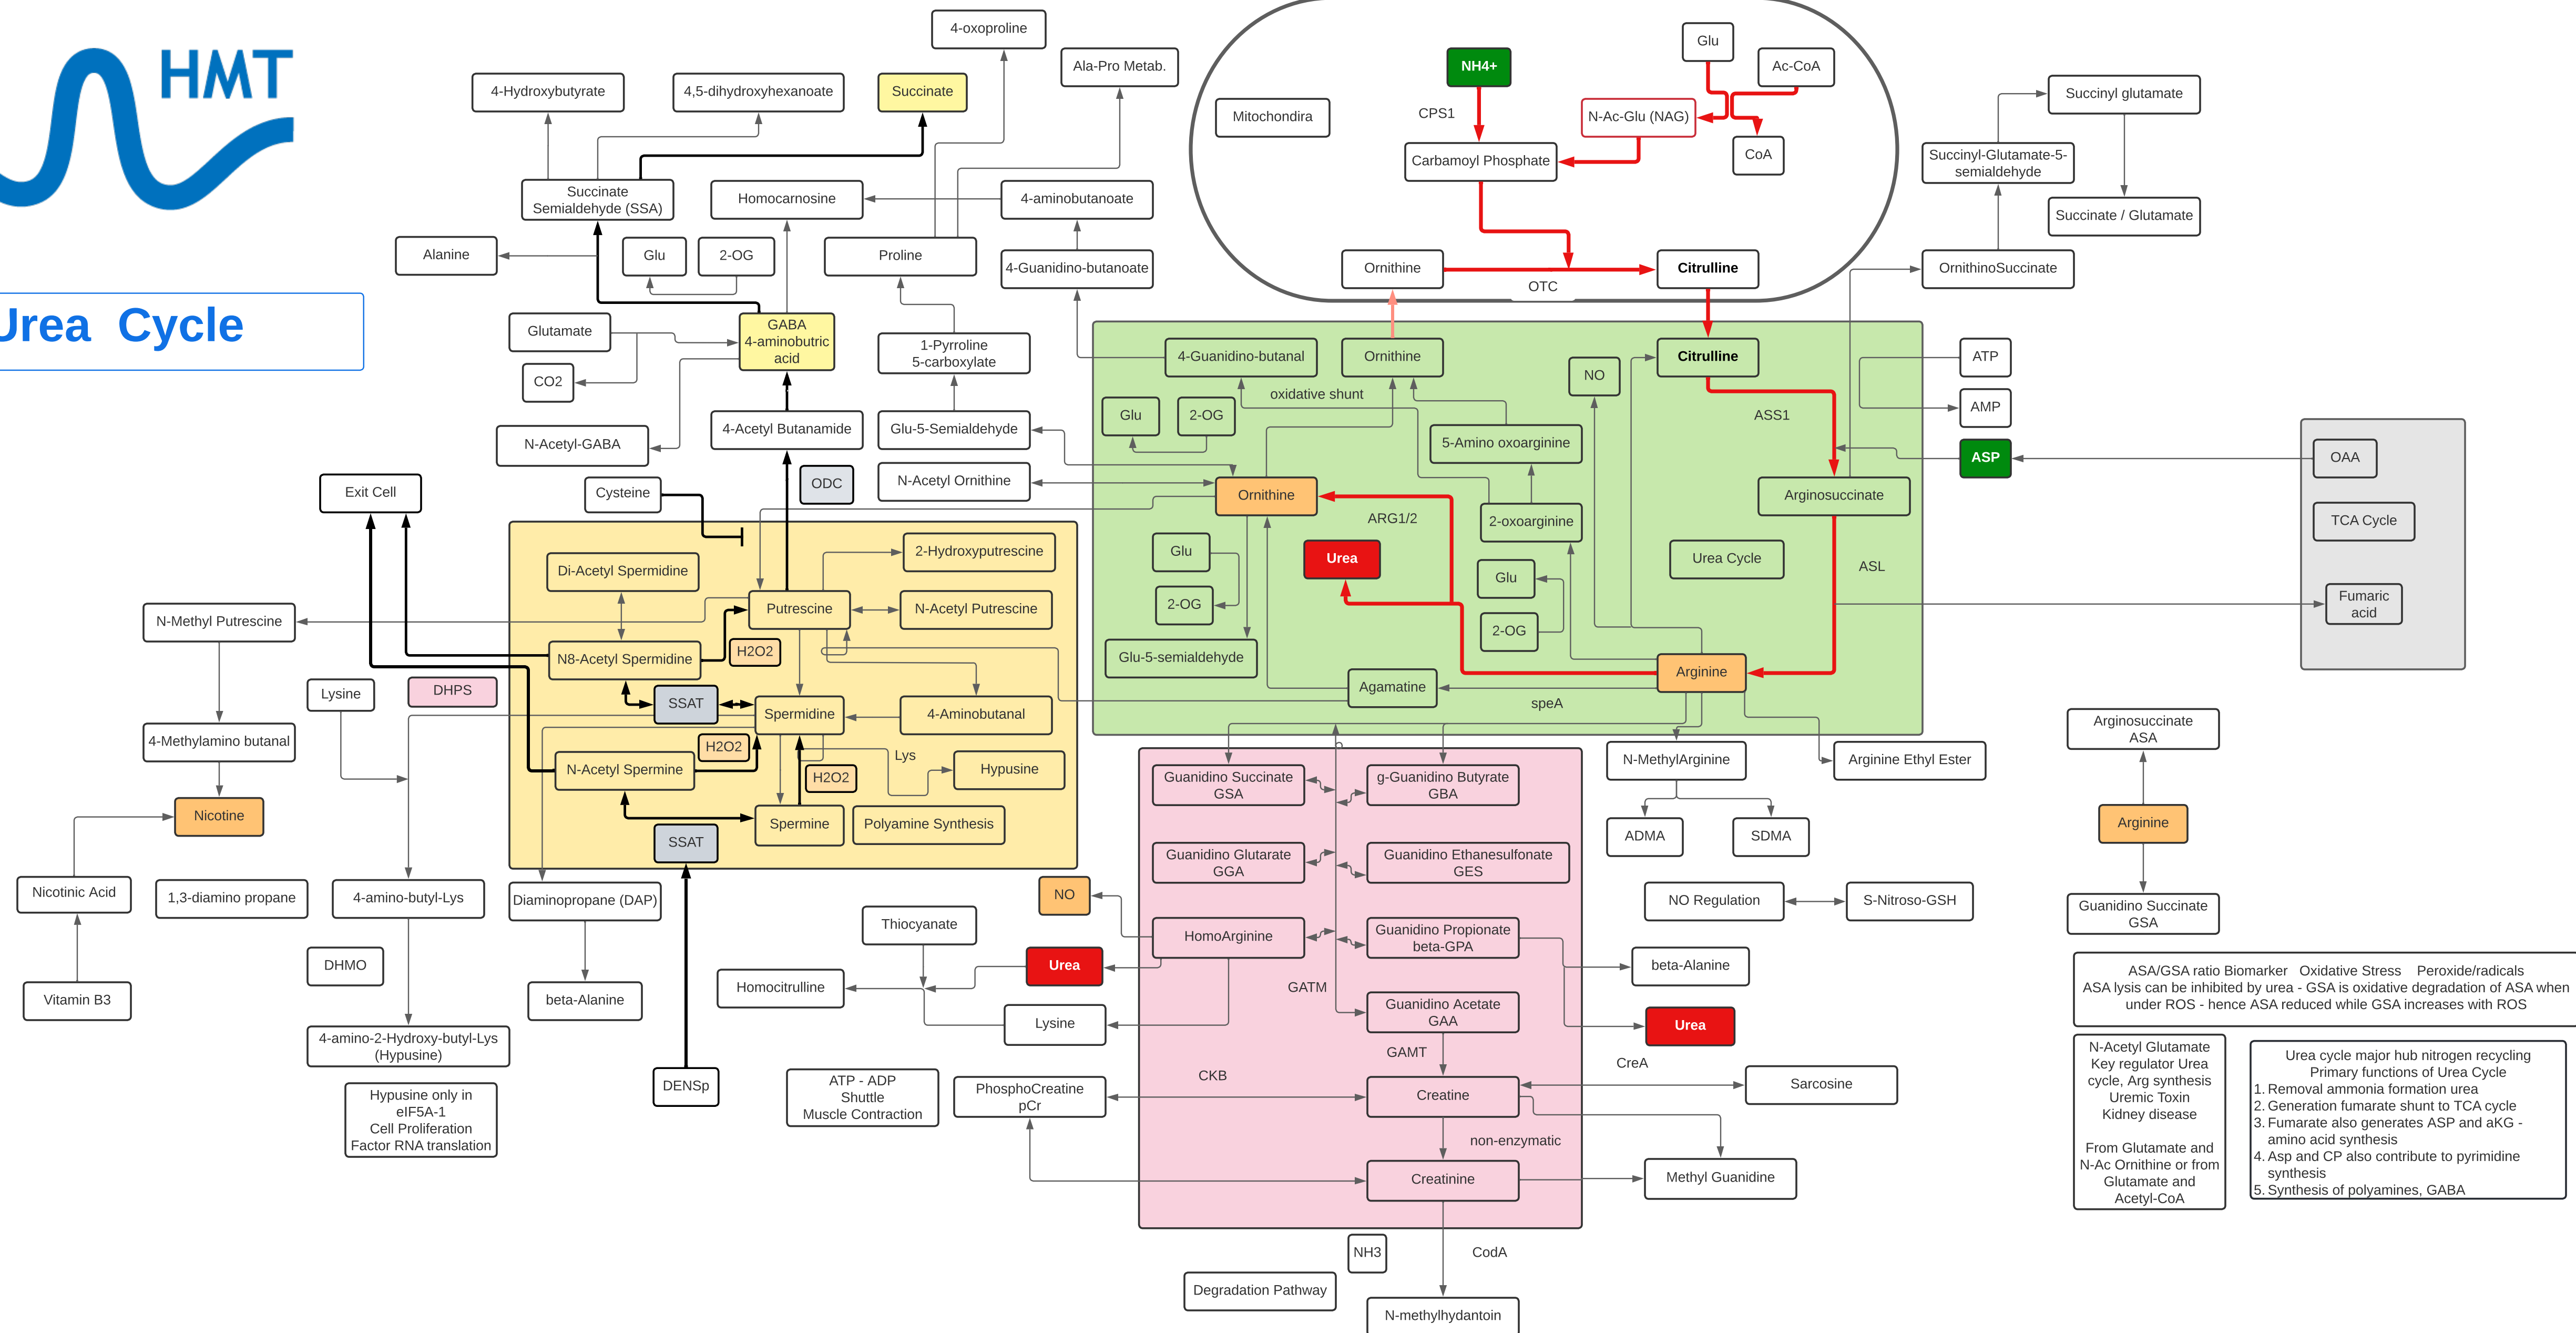 HMT
Urea Cycle
4-oxoproline
Ala-Pro Metab.
4-Hydroxybutyrate
4,5-dihydroxyhexanoate
Succinate
Succinate
Semialdehyde (SSA)
Homocarnosine
4-aminobutanoate
Alanine
Glu
2-OG
Proline
4-Guanidino-butanoate
Glutamate
GABA
4-aminobutric
acid
1-Pyrroline
5-carboxylate
CO2
N-Acetyl-GABA
4-Acetyl Butanamide
Glu-5-Semialdehyde
Exit Cell
Cysteine
ODC
N-Acetyl Ornithine
Mitochondira
NH4+
CPS1
Glu
Ac-CoA
N-Ac-Glu (NAG)
CoA
Carbamoyl Phosphate
Ornithine
Citrulline
OTC
Succinyl glutamate
Succinyl-Glutamate-5-
semialdehyde
Succinate / Glutamate
OrnithinoSuccinate
4-Guanidino-butanal
Ornithine
NO
Citrulline
oxidative shunt
Glu
2-OG
5-Amino oxoarginine
ASS1
Ornithine
ARG1/2
2-oxoarginine
Arginosuccinate
Glu
Urea
Urea Cycle
ASL
2-OG
Glu
2-OG
Glu-5-semialdehyde
Agamatine
Arginine
speA
ATP
AMP
ASP
OAA
TCA Cycle
Fumaric
acid
Di-Acetyl Spermidine
2-Hydroxyputrescine
Putrescine
N-Acetyl Putrescine
N8-Acetyl Spermidine
H2O2
SSAT
Spermidine
4-Aminobutanal
H2O2
Lys
N-Acetyl Spermine
H2O2
Hypusine
Spermine
Polyamine Synthesis
SSAT
N-Methyl Putrescine
Lysine
DHPS
4-Methylamino butanal
Nicotine
Nicotinic Acid
1,3-diamino propane
4-amino-butyl-Lys
Diaminopropane (DAP)
DHMO
Vitamin B3
beta-Alanine
4-amino-2-Hydroxy-butyl-Lys
(Hypusine)
Hypusine only in
eIF5A-1
Cell Proliferation
Factor RNA translation
DENSp
Guanidino Succinate
GSA
g-Guanidino Butyrate
GBA
Guanidino Glutarate
GGA
Guanidino Ethanesulfonate
GES
HomoArginine
Guanidino Propionate
beta-GPA
GATM
Guanidino Acetate
GAA
GAMT
CKB
Creatine
non-enzymatic
Creatinine
NO
Thiocyanate
Urea
Homocitrulline
Lysine
ATP - ADP
Shuttle
Muscle Contraction
PhosphoCreatine
pCr
N-MethylArginine
Arginine Ethyl Ester
ADMA
SDMA
NO Regulation
S-Nitroso-GSH
beta-Alanine
Urea
CreA
Sarcosine
Methyl Guanidine
NH3
CodA
Degradation Pathway
N-methylhydantoin
Arginosuccinate
ASA
Arginine
Guanidino Succinate
GSA
ASA/GSA ratio Biomarker Oxidative Stress Peroxide/radicals
ASA lysis can be inhibited by urea - GSA is oxidative degradation of ASA when
under ROS - hence ASA reduced while GSA increases with ROS
N-Acetyl Glutamate
Key regulator Urea
cycle, Arg synthesis
Uremic Toxin
Kidney disease
From Glutamate and
N-Ac Ornithine or from
Glutamate and
Acetyl-CoA
Urea cycle major hub nitrogen recycling
Primary functions of Urea Cycle
1. Removal ammonia formation urea
2. Generation fumarate shunt to TCA cycle
3. Fumarate also generates ASP and aKG -
amino acid synthesis
4. Asp and CP also contribute to pyrimidine
synthesis
5. Synthesis of polyamines, GABA